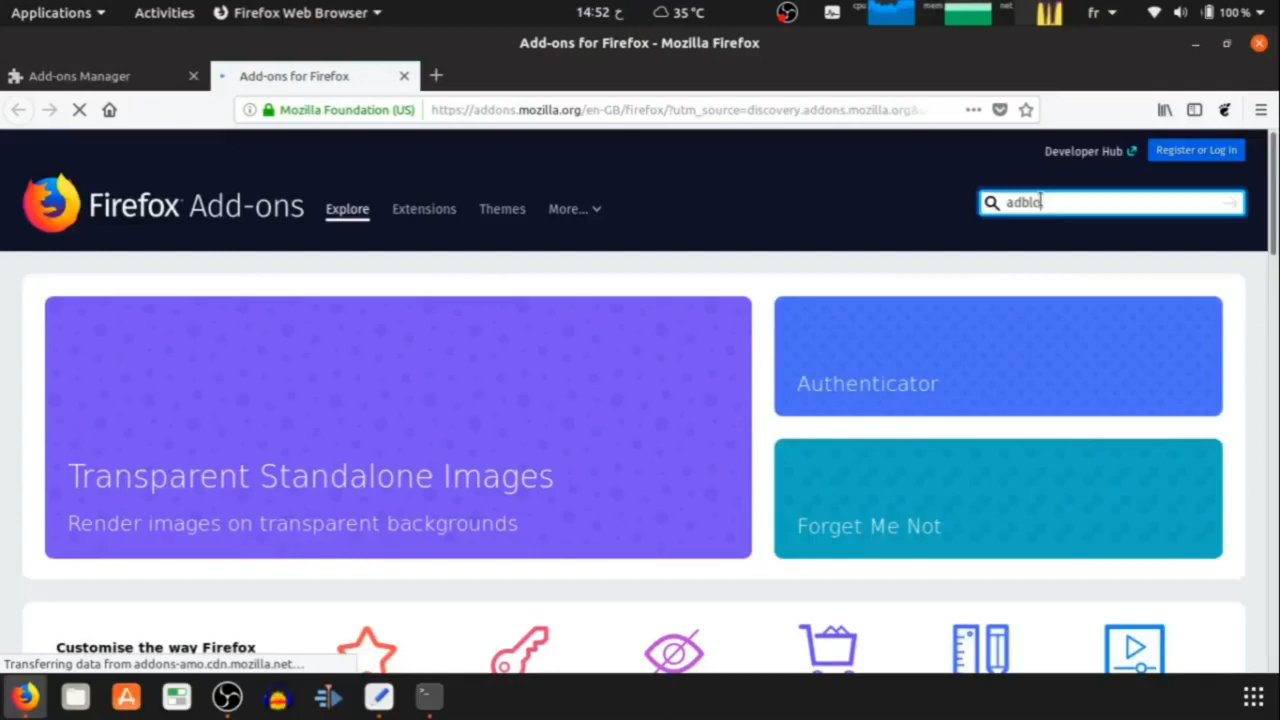 Applications Activities Firefox Web Browser 14:52 خ 35 °C cpu mem net fr 100 %
Add-ons for Firefox - Mozilla Firefox
Add-ons Manager Add-ons for Firefox
Mozilla Foundation (US) https://addons.mozilla.org/en-GB/firefox/?utm_source=discovery.addons.mozilla.org&
Developer Hub Register or Log in
Firefox Add-ons Explore Extensions Themes More... adblo
Authenticator
Transparent Standalone Images
Render images on transparent backgrounds
Forget Me Not
Customise the way Firefox
Transferring data from addons-amo.cdn.mozilla.net...